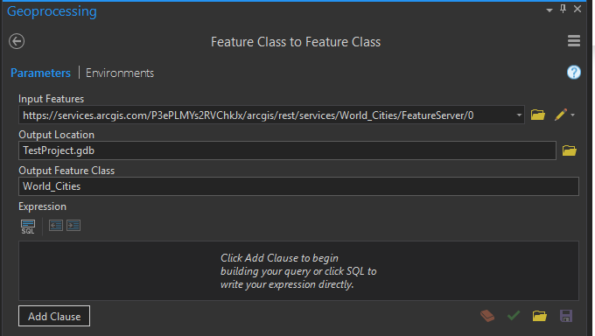 Geoprocessing
Feature Class to Feature Class
Parameters | Environments
Input Features
https://services.arcgis.com/P3ePLMYs2RVChkJx/arcgis/rest/services/World_Cities/FeatureServer/0
Output Location
TestProject.gdb
Output Feature Class
World_Cities
Expression
SQL
Click Add Clause to begin
building your query or click SQL to
write your expression directly.
Add Clause